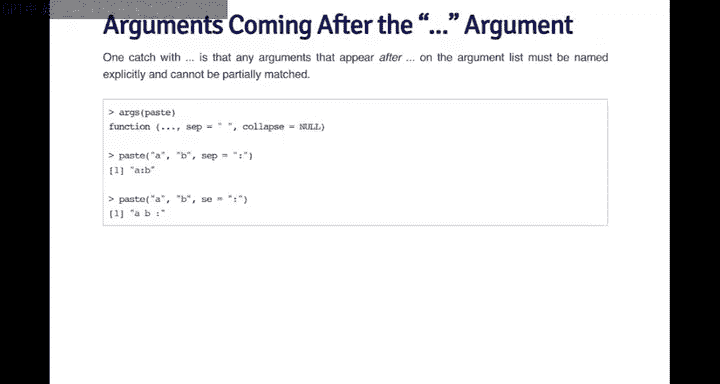 Arguments Coming After the “...” Argument
One catch with ... is that any arguments that appear after ... on the argument list must be named
explicitly and cannot be partially matched.
> args(paste)
function (..., sep = " ", collapse = NULL)
> paste("a", "b", sep = ":")
[1] "a:b"
> paste("a", "b", se = ":")
[1] "a b :"